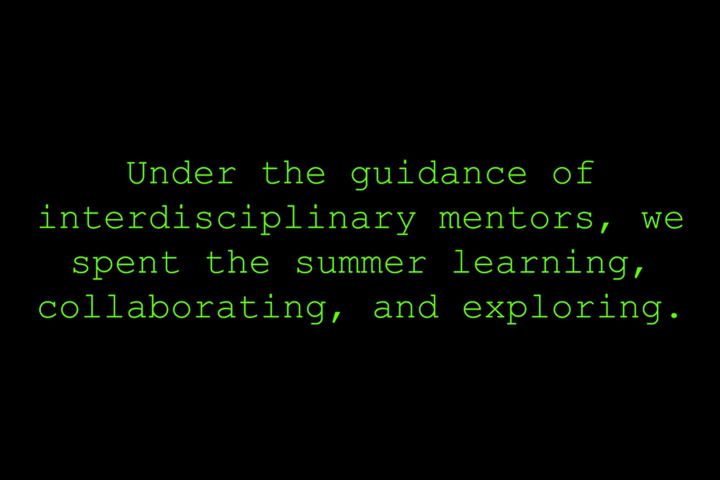 Under the guidance of
interdisciplinary mentors, we
spent the summer learning,
collaborating, and exploring.